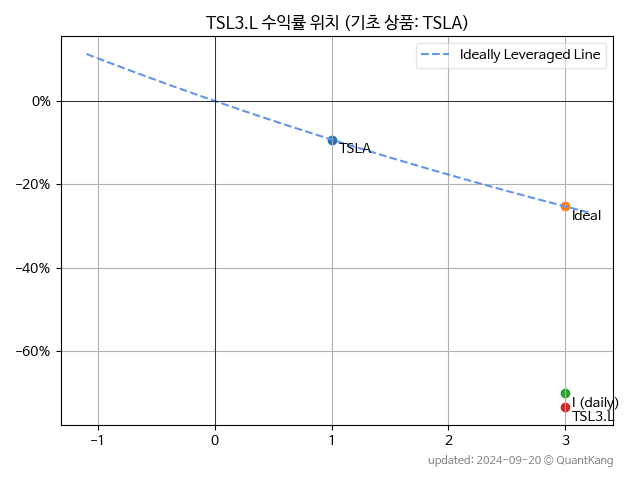 TSL3.L 수익률 위치 (기초 상품: TSLA)
Ideally Leveraged Line
0%
TSLA
−20%
Ideal
−40%
−60%
I (daily)
TSL3.L
−1
0
1
2
3
updated: 2024-09-20 © QuantKang